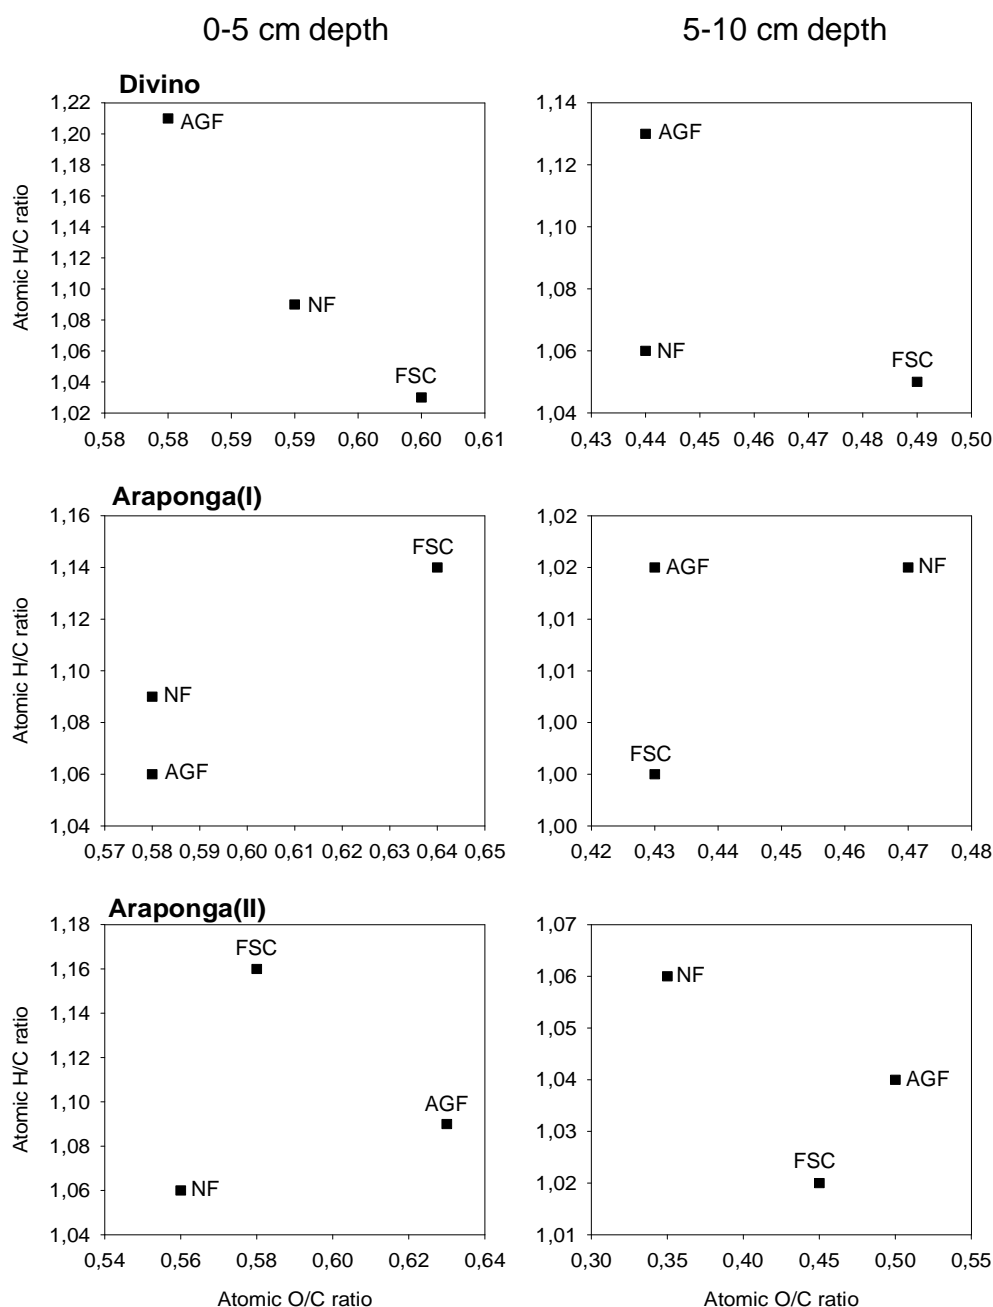 0-5 cm depth
5-10 cm depth
Divino
Atomic H/C ratio
1,22
1,20
1,18
1,16
1,14
1,12
1,10
1,08
1,06
1,04
1,02
AGF
NF
FSC
0,58 0,58 0,59 0,59 0,60 0,60 0,61
1,14
1,12
1,10
1,08
1,06
1,04
AGF
NF
FSC
0,43 0,44 0,45 0,46 0,47 0,48 0,49 0,50
Araponga(I)
Atomic H/C ratio
1,16
1,14
1,12
1,10
1,08
1,06
1,04
FSC
NF
AGF
0,57 0,58 0,59 0,60 0,61 0,62 0,63 0,64 0,65
1,02
1,02
1,01
1,01
1,00
1,00
1,00
AGF
NF
FSC
0,42 0,43 0,44 0,45 0,46 0,47 0,48
Araponga(II)
Atomic H/C ratio
1,18
1,16
1,14
1,12
1,10
1,08
1,06
1,04
FSC
AGF
NF
0,54 0,56 0,58 0,60 0,62 0,64
Atomic O/C ratio
1,07
1,06
1,05
1,04
1,03
1,02
1,01
NF
AGF
FSC
0,30 0,35 0,40 0,45 0,50 0,55
Atomic O/C ratio